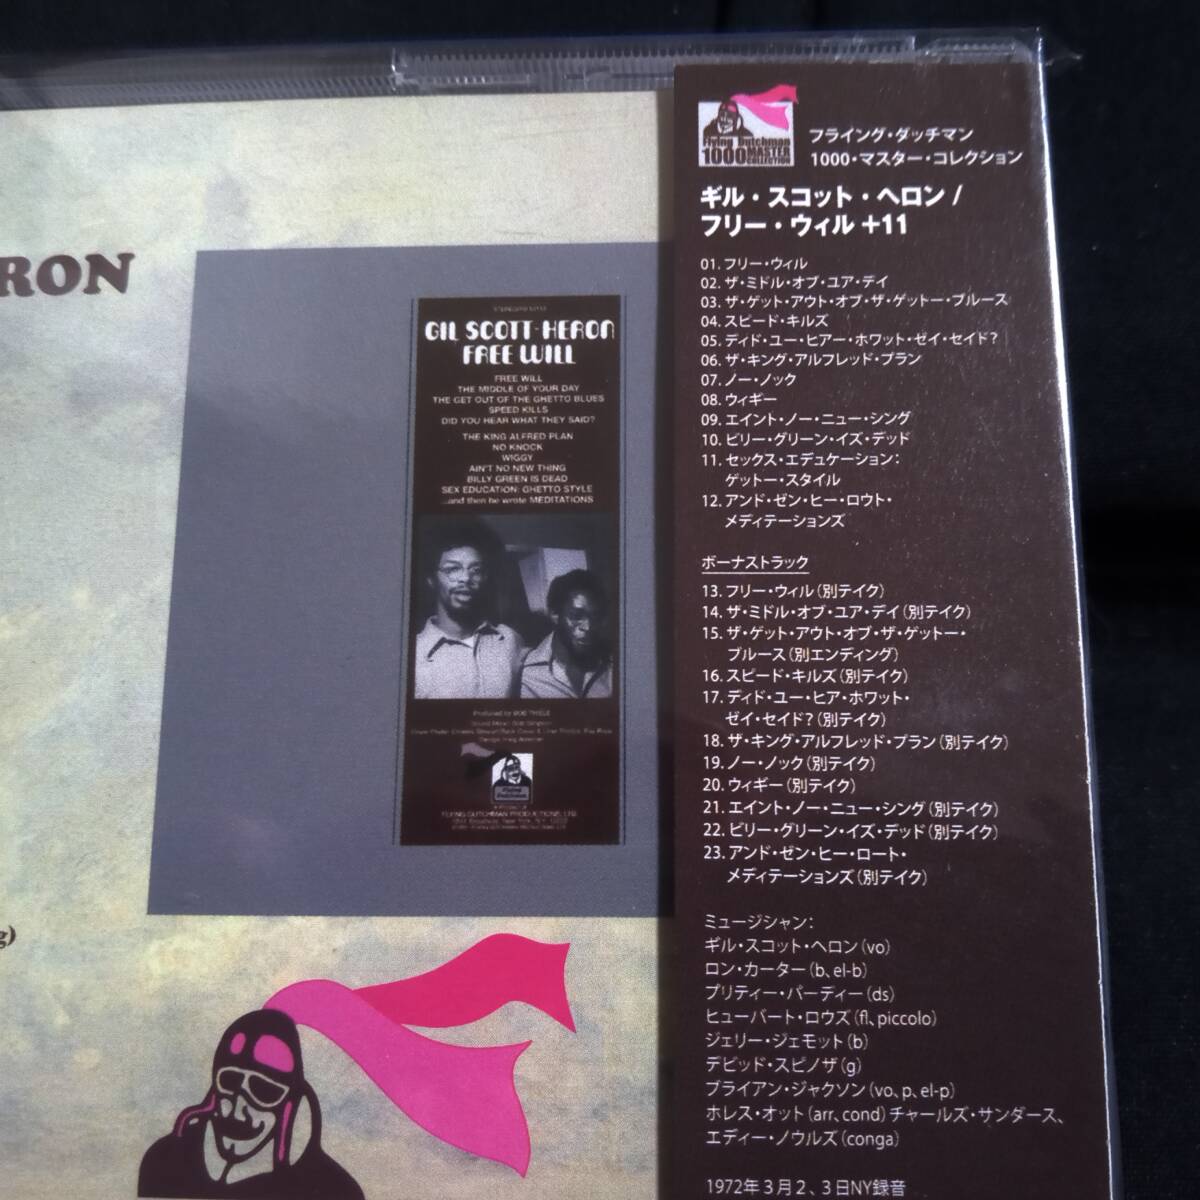 RON
g)
STEREO/FD 10153
GIL SCOTT-HERON
FREE WILL
FREE WILL
THE MIDDLE OF YOUR DAY
THE GET OUT OF THE GHETTO BLUES
SPEED KILLS
DID YOU HEAR WHAT THEY SAID?
THE KING ALFRED PLAN
NO KNOCK
WIGGY
AIN'T NO NEW THING
BILLY GREEN IS DEAD
SEX EDUCATION: GHETTO STYLE
...and then he wrote MEDITATIONS
Produced by BOB THIELE
Flying
Dutchman
FLYING DUTCHMAN PRODUCTIONS, LTD.
Flying Dutchman
1000 MASTER
COLLECTION
フライング・ダッチマン
1000・マスター・コレクション
ギル・スコット・ヘロン /
フリー・ウィル +11
01. フリー・ウィル
02. ザ・ミドル・オブ・ユア・デイ
03. ザ・ゲット・アウト・オブ・ザ・ゲットー・ブルース
04. スピード・キルズ
05. ディド・ユー・ヒアー・ホワット・ゼイ・セイド?
06. ザ・キング・アルフレッド・プラン
07. ノー・ノック
08. ウィギー
09. エイント・ノー・ニュー・シング
10. ビリー・グリーン・イズ・デッド
11. セックス・エデュケーション:
ゲットー・スタイル
12. アンド・ゼン・ヒー・ロウト・
メディテーションズ
ボーナストラック
13. フリー・ウィル (別テイク)
14. ザ・ミドル・オブ・ユア・デイ (別テイク)
15. ザ・ゲット・アウト・オブ・ザ・ゲットー・
ブルース (別エンディング)
16. スピード・キルズ (別テイク)
17. ディド・ユー・ヒア・ホワット・
ゼイ・セイド? (別テイク)
18. ザ・キング・アルフレッド・プラン (別テイク)
19. ノー・ノック (別テイク)
20. ウィギー (別テイク)
21. エイント・ノー・ニュー・シング (別テイク)
22. ビリー・グリーン・イズ・デッド (別テイク)
23. アンド・ゼン・ヒー・ロート・
メディテーションズ (別テイク)
ミュージシャン:
ギル・スコット・ヘロン (vo)
ロン・カーター (b、el-b)
プリティー・パーディー (ds)
ヒューバート・ロウズ (fl、piccolo)
ジェリー・ジェモット (b)
デビッド・スピノザ (g)
ブライアン・ジャクソン (vo、p、el-p)
ホレス・オット (arr、cond) チャールズ・サンダース、
エディー・ノウルズ (conga)
1972年3月2、3日NY録音